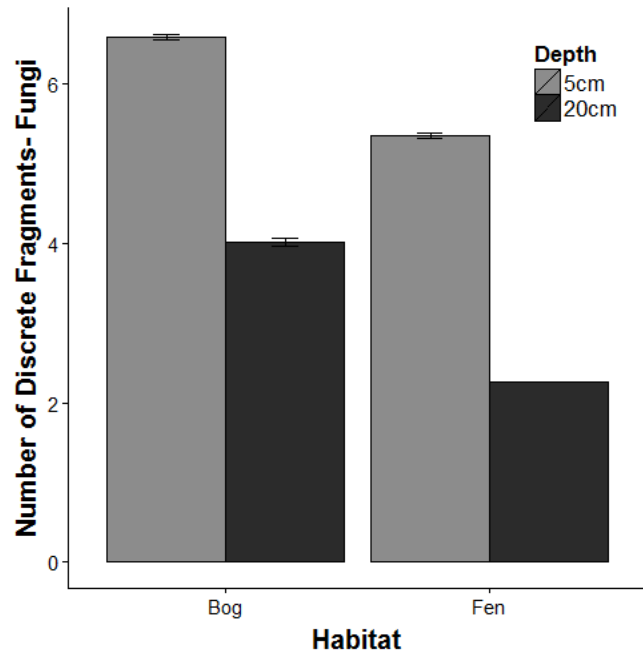 Number of Discrete Fragments- Fungi
6
4
2
0
Depth
5cm
20cm
Bog
Fen
Habitat